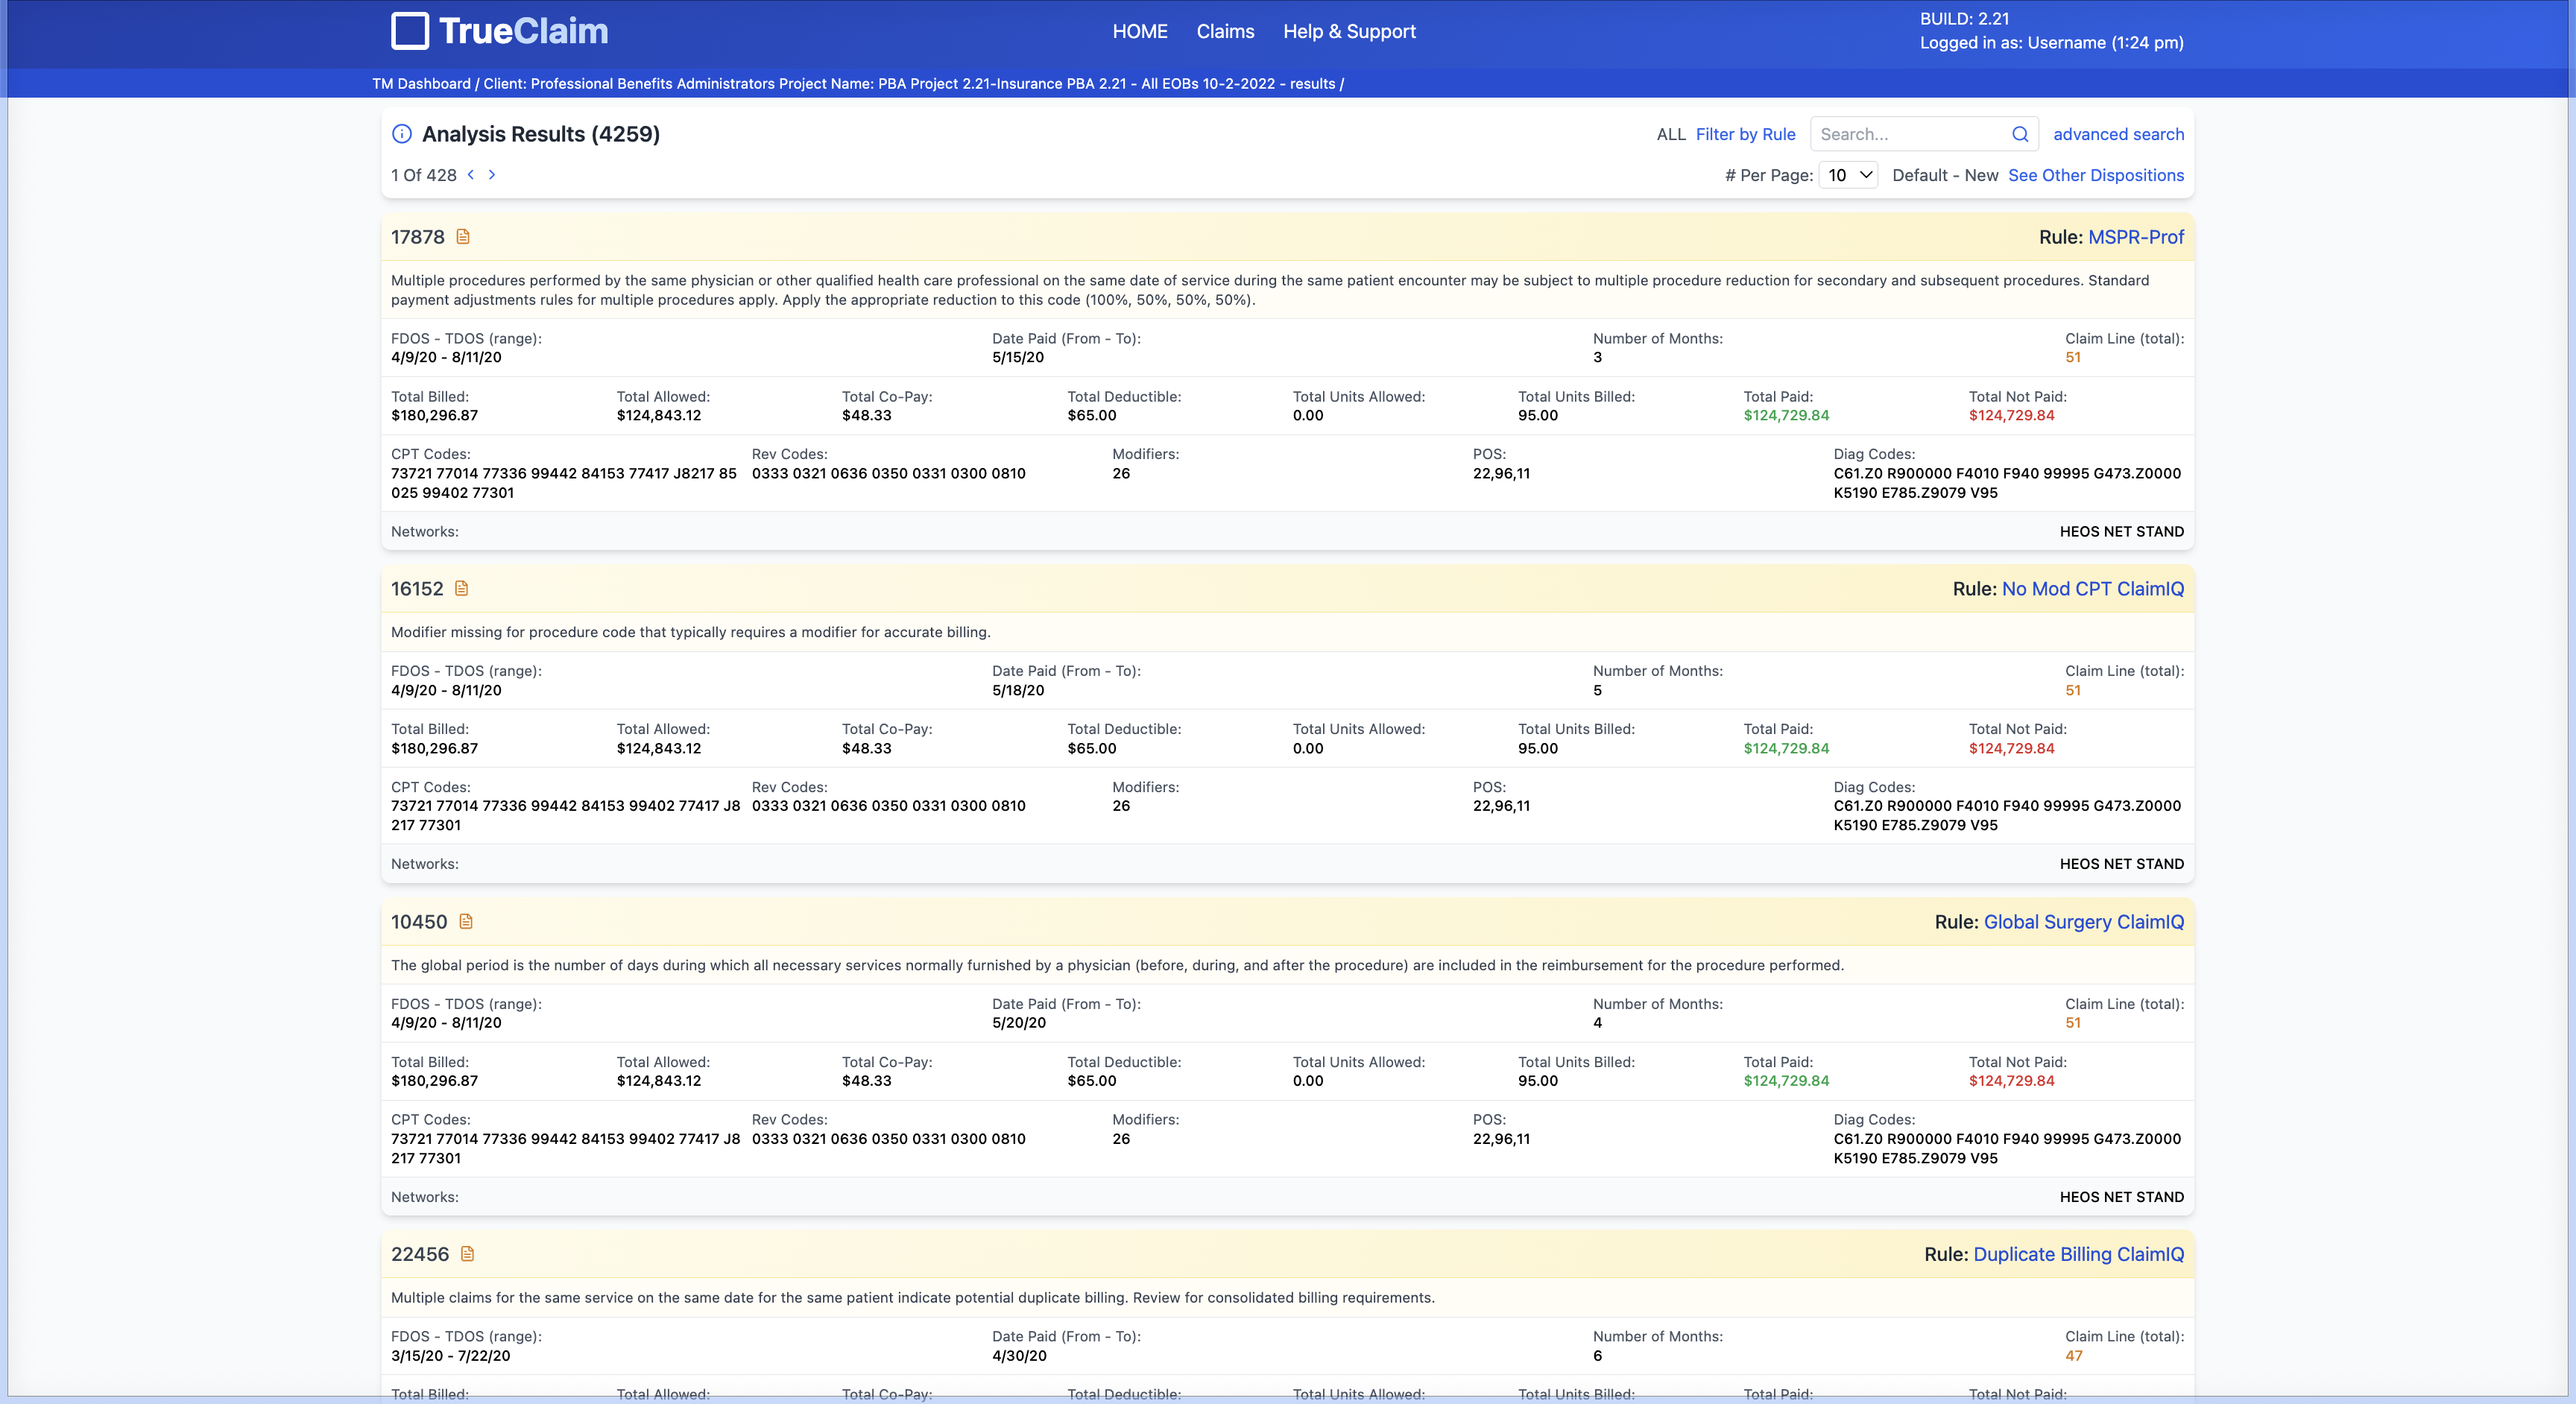 TrueClaim
HOME Claims Help & Support
BUILD: 2.21
Logged in as: Username (1:24 pm)
TM Dashboard / Client: Professional Benefits Administrators Project Name: PBA Project 2.21-Insurance PBA 2.21 - All EOBs 10-2-2022 - results /
Analysis Results (4259)
ALL Filter by Rule Search... advanced search
1 Of 428 < >
# Per Page: 10 Default - New See Other Dispositions
17878 Rule: MSPR-Prof
Multiple procedures performed by the same physician or other qualified health care professional on the same date of service during the same patient encounter may be subject to multiple procedure reduction for secondary and subsequent procedures. Standard
payment adjustments rules for multiple procedures apply. Apply the appropriate reduction to this code (100%, 50%, 50%, 50%).
FDOS - TDOS (range): Date Paid (From - To): Number of Months: Claim Line (total):
4/9/20 - 8/11/20 5/15/20 3 51
Total Billed: Total Allowed: Total Co-Pay: Total Deductible: Total Units Allowed: Total Units Billed: Total Paid: Total Not Paid:
$180,296.87 $124,843.12 $48.33 $65.00 0.00 95.00 $124,729.84 $124,729.84
CPT Codes: Rev Codes: Modifiers: POS: Diag Codes:
73721 77014 77336 99442 84153 77417 J8217 85 0333 0321 0636 0350 0331 0300 0810 26 22,96,11 C61.Z0 R900000 F4010 F940 99995 G473.Z0000
025 99402 77301 K5190 E785.Z9079 V95
Networks: HEOS NET STAND
16152 Rule: No Mod CPT ClaimIQ
Modifier missing for procedure code that typically requires a modifier for accurate billing.
FDOS - TDOS (range): Date Paid (From - To): Number of Months: Claim Line (total):
4/9/20 - 8/11/20 5/18/20 5 51
Total Billed: Total Allowed: Total Co-Pay: Total Deductible: Total Units Allowed: Total Units Billed: Total Paid: Total Not Paid:
$180,296.87 $124,843.12 $48.33 $65.00 0.00 95.00 $124,729.84 $124,729.84
CPT Codes: Rev Codes: Modifiers: POS: Diag Codes:
73721 77014 77336 99442 84153 99402 77417 J8 0333 0321 0636 0350 0331 0300 0810 26 22,96,11 C61.Z0 R900000 F4010 F940 99995 G473.Z0000
217 77301 K5190 E785.Z9079 V95
Networks: HEOS NET STAND
10450 Rule: Global Surgery ClaimIQ
The global period is the number of days during which all necessary services normally furnished by a physician (before, during, and after the procedure) are included in the reimbursement for the procedure performed.
FDOS - TDOS (range): Date Paid (From - To): Number of Months: Claim Line (total):
4/9/20 - 8/11/20 5/20/20 4 51
Total Billed: Total Allowed: Total Co-Pay: Total Deductible: Total Units Allowed: Total Units Billed: Total Paid: Total Not Paid:
$180,296.87 $124,843.12 $48.33 $65.00 0.00 95.00 $124,729.84 $124,729.84
CPT Codes: Rev Codes: Modifiers: POS: Diag Codes:
73721 77014 77336 99442 84153 99402 77417 J8 0333 0321 0636 0350 0331 0300 0810 26 22,96,11 C61.Z0 R900000 F4010 F940 99995 G473.Z0000
217 77301 K5190 E785.Z9079 V95
Networks: HEOS NET STAND
22456 Rule: Duplicate Billing ClaimIQ
Multiple claims for the same service on the same date for the same patient indicate potential duplicate billing. Review for consolidated billing requirements.
FDOS - TDOS (range): Date Paid (From - To): Number of Months: Claim Line (total):
3/15/20 - 7/22/20 4/30/20 6 47
Total Billed: Total Allowed: Total Co-Pay: Total Deductible: Total Units Allowed: Total Units Billed: Total Paid: Total Not Paid: